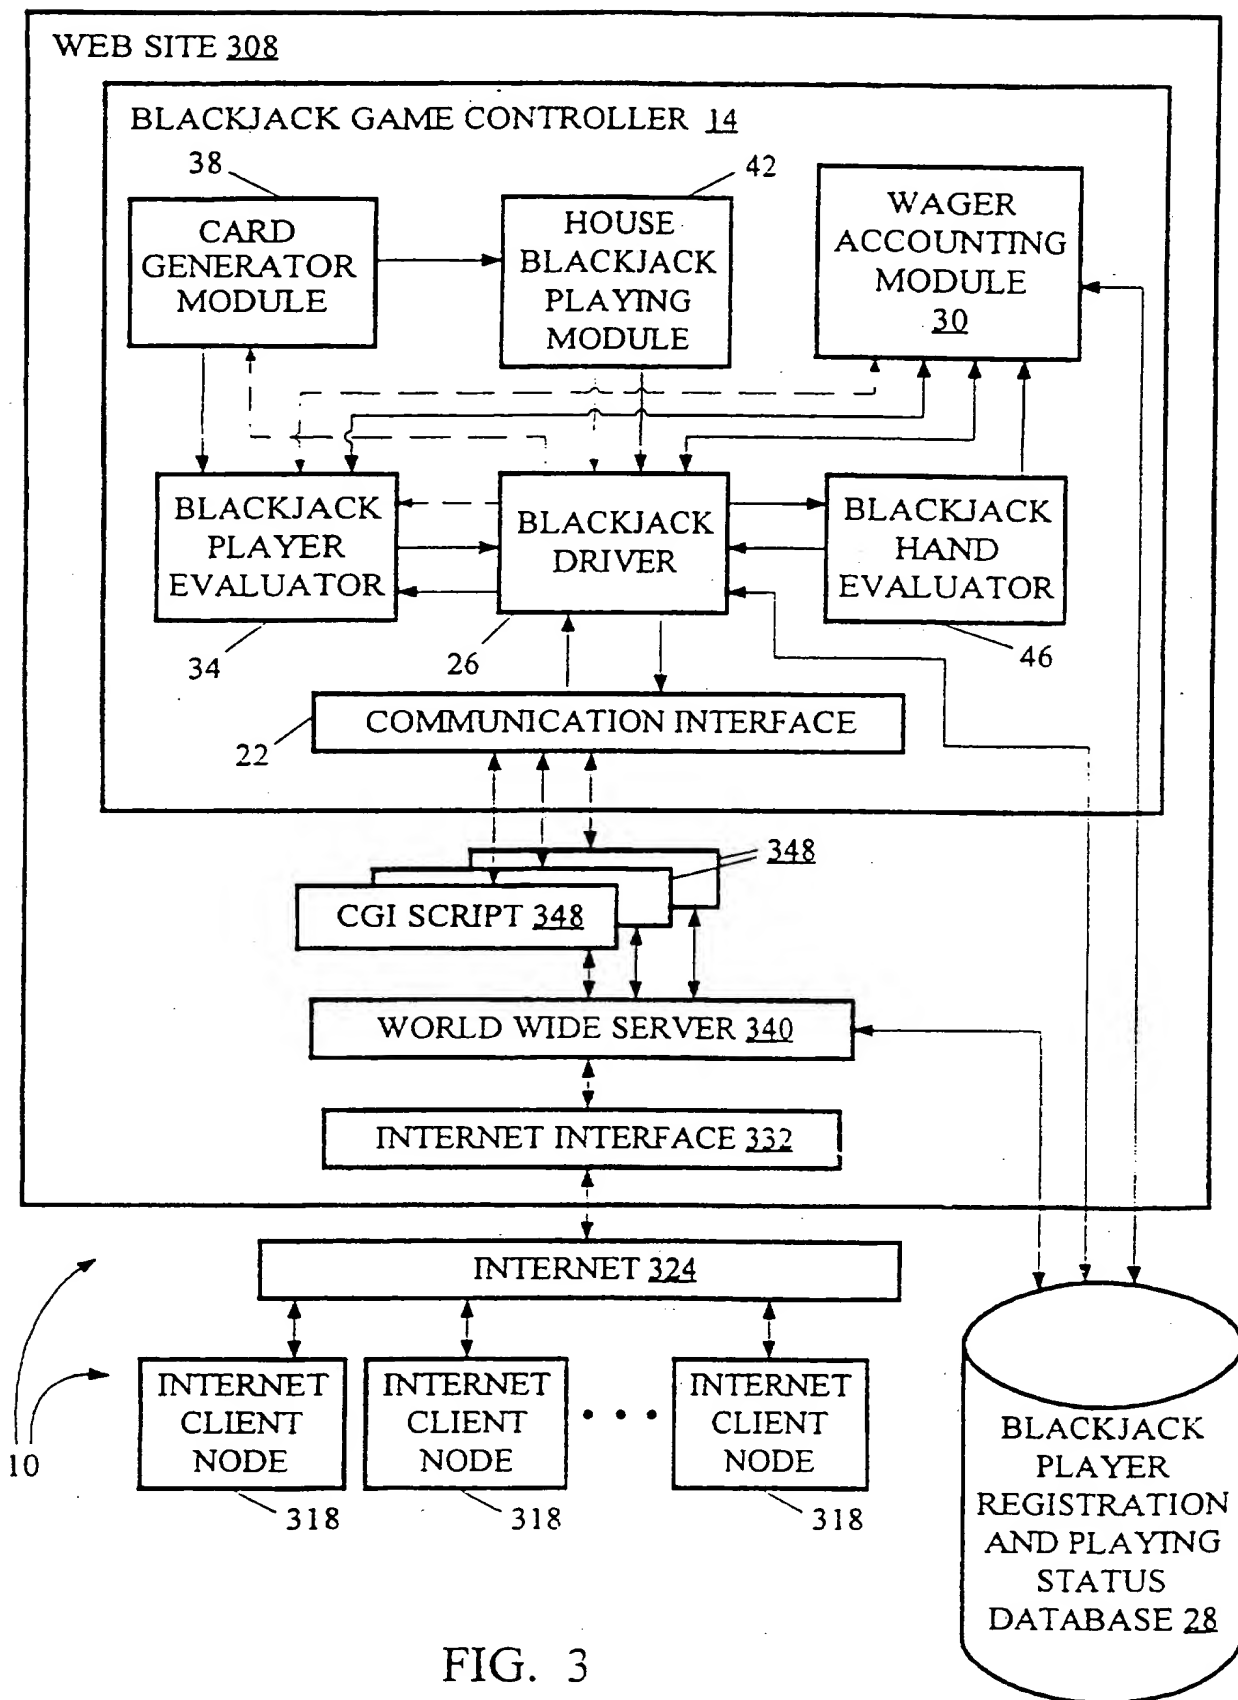 WEB SITE 308
BLACKJACK GAME CONTROLLER 14
38
42
CARD
GENERATOR
MODULE
HOUSE
BLACKJACK
PLAYING
MODULE
WAGER
ACCOUNTING
MODULE
30
BLACKJACK
PLAYER
EVALUATOR
BLACKJACK
DRIVER
BLACKJACK
HAND
EVALUATOR
34
26
46
COMMUNICATION INTERFACE
22
348
CGI SCRIPT 348
WORLD WIDE SERVER 340
INTERNET INTERFACE 332
INTERNET 324
INTERNET
CLIENT
NODE
INTERNET
CLIENT
NODE
INTERNET
CLIENT
NODE
10
318
318
318
BLACKJACK
PLAYER
REGISTRATION
AND PLAYING
STATUS
DATABASE 28
FIG. 3